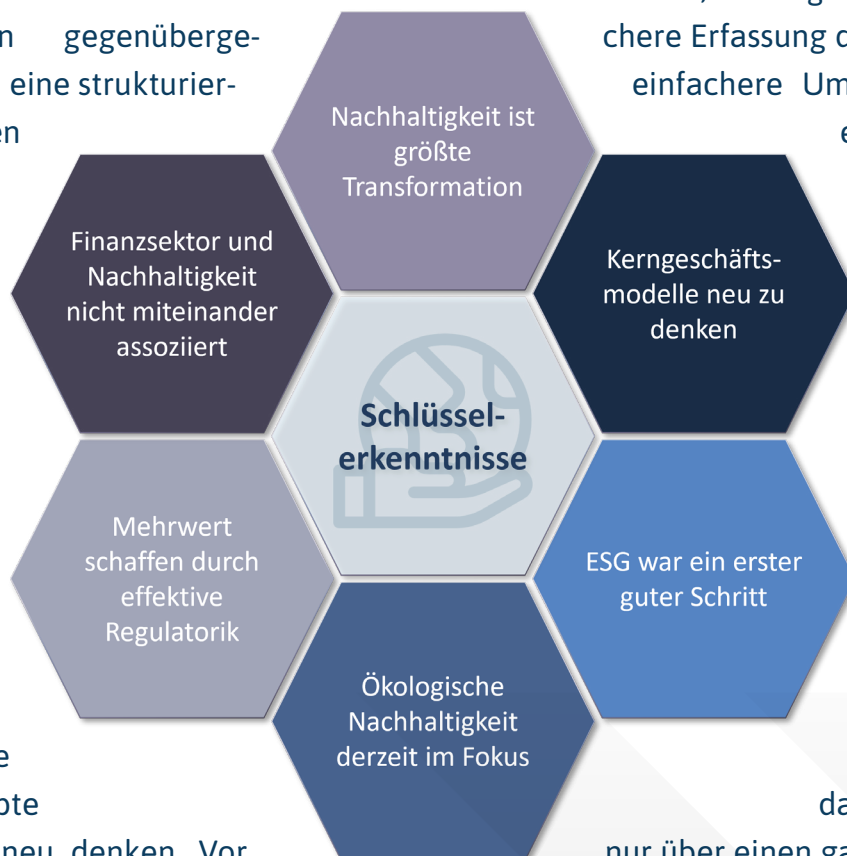 gegenüberge-
eine strukturier-
chere Erfassung
einfachere
Nachhaltigkeit ist
größte
Transformation
Finanzsektor und
Nachhaltigkeit
nicht miteinander
assoziiert
Kerngeschäfts-
modelle neu zu
denken
Schlüssel-
erkenntnisse
Mehrwert
schaffen durch
effektive
Regulatorik
ESG war ein erster
guter Schritt
Ökologische
Nachhaltigkeit
derzeit im Fokus
neu denken. Vor
nur über einen